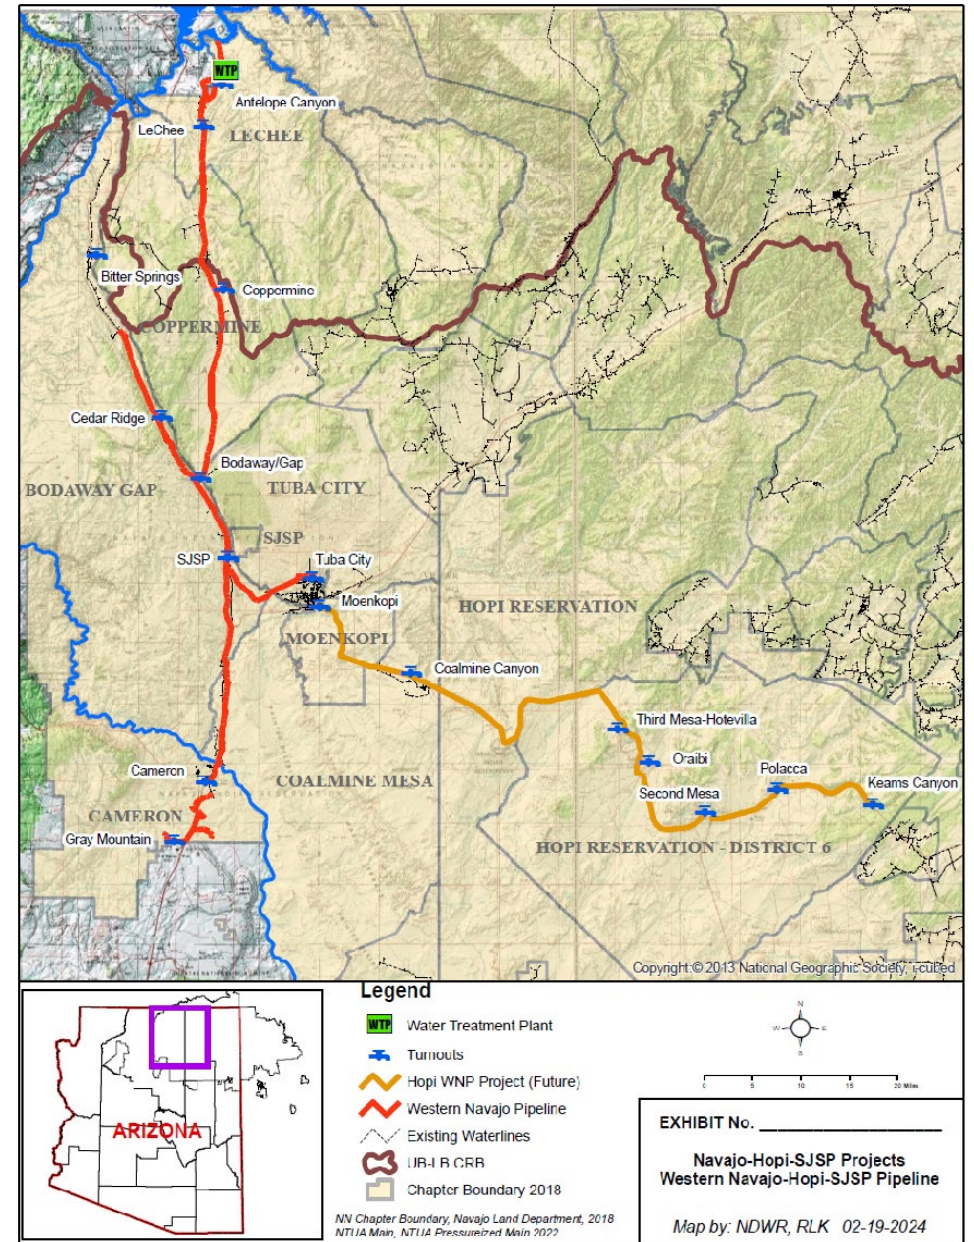 WTP
Antelope Canyon
LeChee
LECHEE
Bitter Springs
Coppermine
COPPERMINE
Cedar Ridge
Bodaway/Gap
BODAWAY GAP
TUBA CITY
SJSP
SJSP
Tuba City
Moenkopi
HOPI RESERVATION
MOENKOPI
Coalmine Canyon
Third Mesa-Hotevilla
Oraibi
Cameron
COALMINE MESA
Polacca
Second Mesa
Keams Canyon
CAMERON
Gray Mountain
HOPI RESERVATION - DISTRICT 6
Copyright:© 2013 National Geographic Society, i-cubed
ARIZONA
Legend
WTP Water Treatment Plant
Turnouts
Hopi WNP Project (Future)
Western Navajo Pipeline
Existing Waterlines
UB-LB CRB
Chapter Boundary 2018
NN Chapter Boundary, Navajo Land Department, 2018
NTUA Main, NTUA Pressureized Main 2022
N
W E
S
0 5 10 15 20 Miles
EXHIBIT No. ____________________
Navajo-Hopi-SJSP Projects
Western Navajo-Hopi-SJSP Pipeline
Map by: NDWR, RLK 02-19-2024